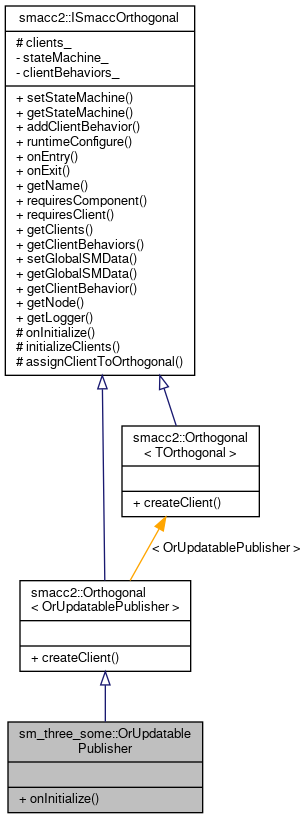 smacc2::ISmaccOrthogonal
# clients_
- stateMachine_
- clientBehaviors_
+ setStateMachine()
+ getStateMachine()
+ addClientBehavior()
+ runtimeConfigure()
+ onEntry()
+ onExit()
+ getName()
+ requiresComponent()
+ requiresClient()
+ getClients()
+ getClientBehaviors()
+ setGlobalSMData()
+ getGlobalSMData()
+ getClientBehavior()
+ getNode()
+ getLogger()
# onInitialize()
# initializeClients()
# assignClientToOrthogonal()
smacc2::Orthogonal
< TOrthogonal >
+ createClient()
< OrUpdatablePublisher >
smacc2::Orthogonal
< OrUpdatablePublisher >
+ createClient()
sm_three_some::OrUpdatable
Publisher
+ onInitialize()